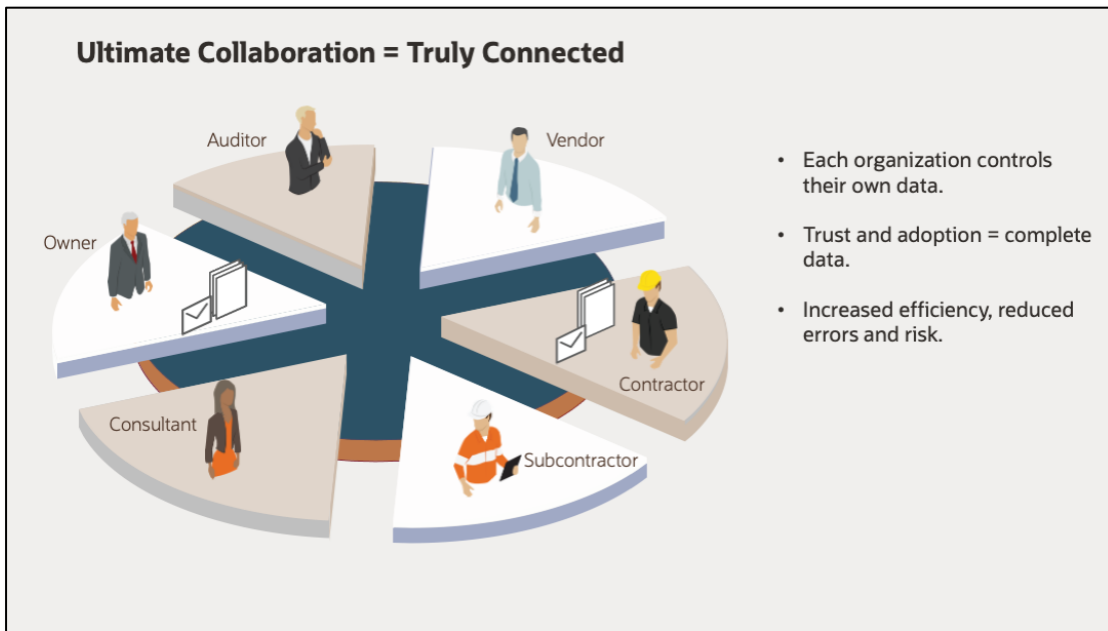 Ultimate Collaboration = Truly Connected
Auditor
Vendor
Owner
Contractor
Consultant
Subcontractor
• Each organization controls
their own data.
• Trust and adoption = complete
data.
• Increased efficiency, reduced
errors and risk.